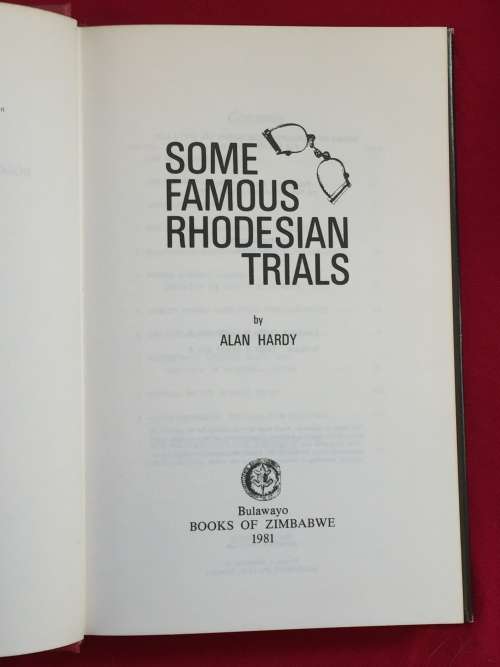 SOME
FAMOUS
RHODESIAN
TRIALS
by
ALAN HARDY
Bulawayo
BOOKS OF ZIMBABWE
1981